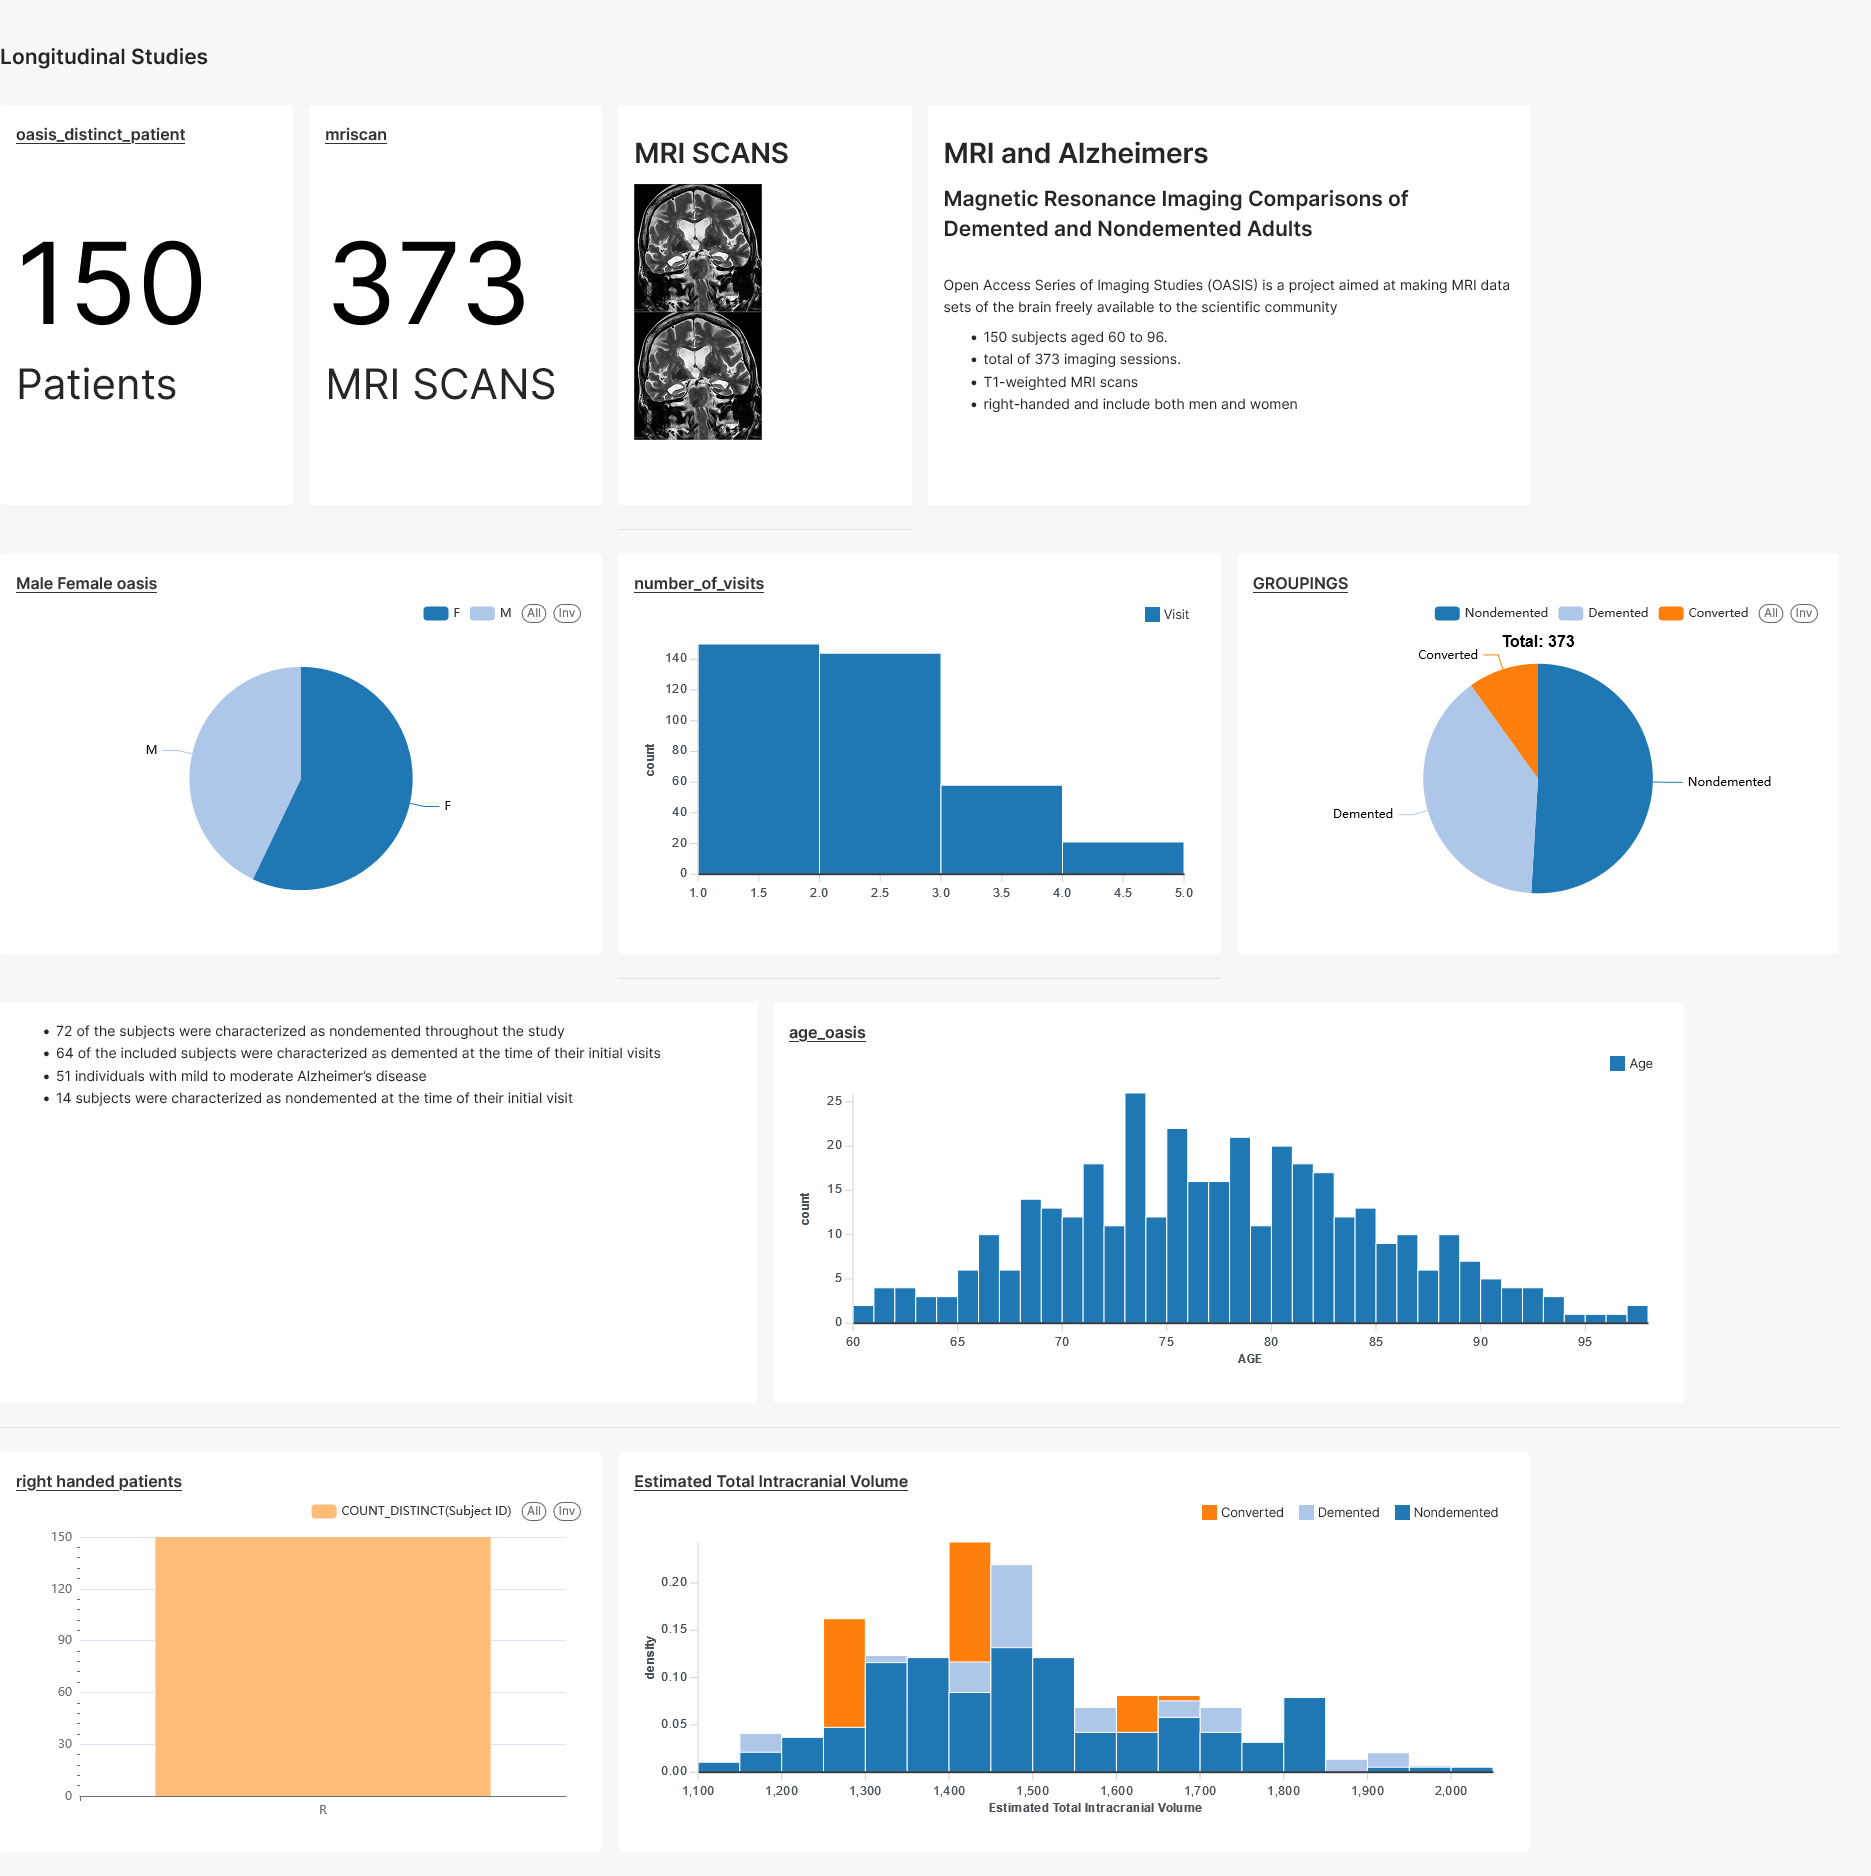 Longitudinal Studies
oasis_distinct_patient
150
Patients
mriscan
373
MRI SCANS
MRI SCANS
MRI and Alzheimers
Magnetic Resonance Imaging Comparisons of
Demented and Nondemented Adults
Open Access Series of Imaging Studies (OASIS) is a project aimed at making MRI data
sets of the brain freely available to the scientific community
• 150 subjects aged 60 to 96.
• total of 373 imaging sessions.
• T1-weighted MRI scans
• right-handed and include both men and women
Male Female oasis
F M All Inv
M
F
number_of_visits
Visit
count
140
120
100
80
60
40
20
0
1.0 1.5 2.0 2.5 3.0 3.5 4.0 4.5 5.0
GROUPINGS
Nondemented Demented Converted All Inv
Total: 373
Converted
Nondemented
Demented
• 72 of the subjects were characterized as nondemented throughout the study
• 64 of the included subjects were characterized as demented at the time of their initial visits
• 51 individuals with mild to moderate Alzheimer’s disease
• 14 subjects were characterized as nondemented at the time of their initial visit
age_oasis
Age
count
25
20
15
10
5
0
60 65 70 75 80 85 90 95
AGE
right handed patients
COUNT_DISTINCT(Subject ID) All Inv
150
120
90
60
30
0
R
Estimated Total Intracranial Volume
Converted Demented Nondemented
density
0.20
0.15
0.10
0.05
0.00
1,100 1,200 1,300 1,400 1,500 1,600 1,700 1,800 1,900 2,000
Estimated Total Intracranial Volume